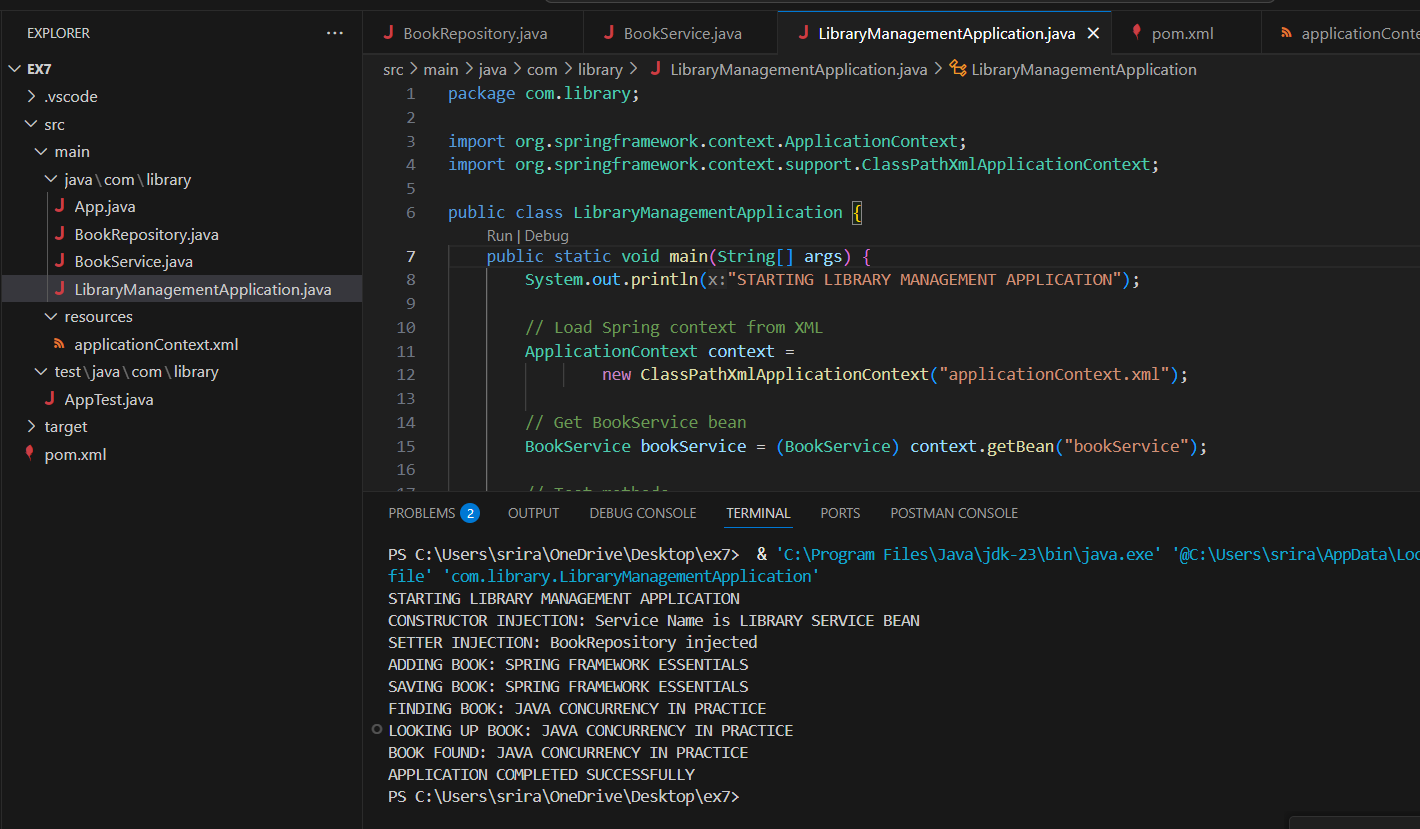 EXPLORER
EX7
.vscode
src
main
java\com\library
App.java
BookRepository.java
BookService.java
LibraryManagementApplication.java
resources
applicationContext.xml
test\java\com\library
AppTest.java
target
pom.xml
BookRepository.java
BookService.java
LibraryManagementApplication.java
pom.xml
applicationConte
src > main > java > com > library > LibraryManagementApplication.java > LibraryManagementApplication
1 package com.library;
2
3 import org.springframework.context.ApplicationContext;
4 import org.springframework.context.support.ClassPathXmlApplicationContext;
5
6 public class LibraryManagementApplication {
Run | Debug
7 public static void main(String[] args) {
8 System.out.println(x:"STARTING LIBRARY MANAGEMENT APPLICATION");
9
10 // Load Spring context from XML
11 ApplicationContext context =
12 new ClassPathXmlApplicationContext("applicationContext.xml");
13
14 // Get BookService bean
15 BookService bookService = (BookService) context.getBean("bookService");
16
17 // Test methods
PROBLEMS 2 OUTPUT DEBUG CONSOLE TERMINAL PORTS POSTMAN CONSOLE
PS C:\Users\srira\OneDrive\Desktop\ex7> & 'C:\Program Files\Java\jdk-23\bin\java.exe' '@C:\Users\srira\AppData\Loc
file' 'com.library.LibraryManagementApplication'
STARTING LIBRARY MANAGEMENT APPLICATION
CONSTRUCTOR INJECTION: Service Name is LIBRARY SERVICE BEAN
SETTER INJECTION: BookRepository injected
ADDING BOOK: SPRING FRAMEWORK ESSENTIALS
SAVING BOOK: SPRING FRAMEWORK ESSENTIALS
FINDING BOOK: JAVA CONCURRENCY IN PRACTICE
LOOKING UP BOOK: JAVA CONCURRENCY IN PRACTICE
BOOK FOUND: JAVA CONCURRENCY IN PRACTICE
APPLICATION COMPLETED SUCCESSFULLY
PS C:\Users\srira\OneDrive\Desktop\ex7>